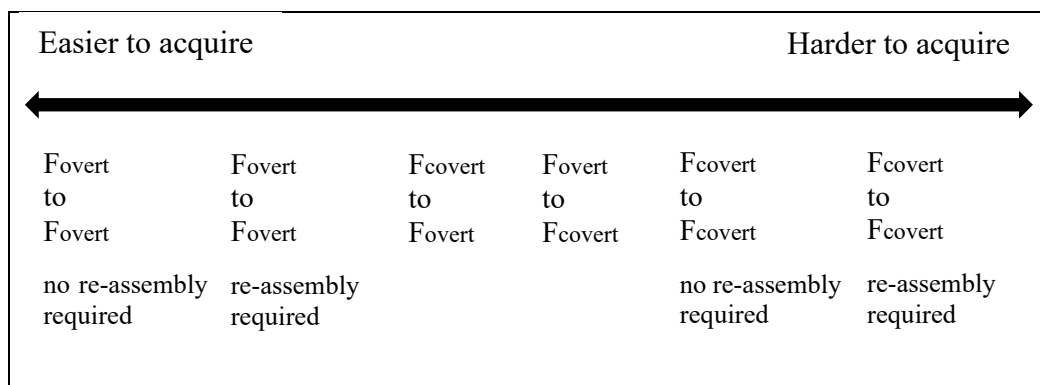 Easier to acquire Harder to acquire
Fovert Fovert Fcovert Fovert Fcovert Fcovert
to to to to to to
Fovert Fovert Fovert Fcovert Fcovert Fcovert
no re-assembly re-assembly no re-assembly re-assembly
required required required required